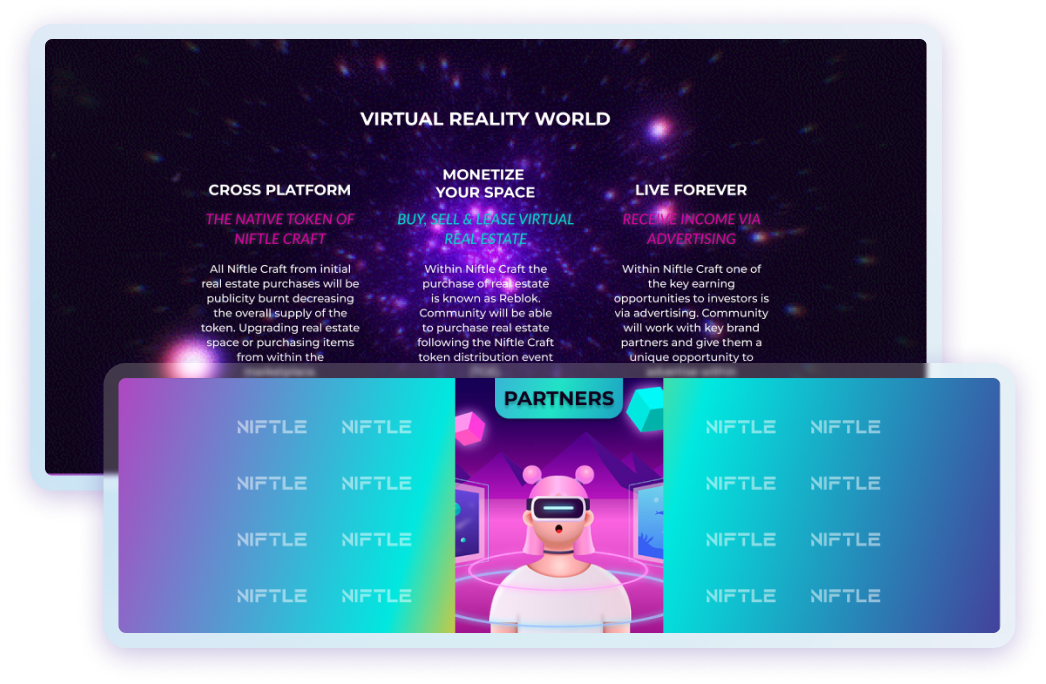 VIRTUAL REALITY WORLD
CROSS PLATFORM
THE NATIVE TOKEN OF
NIFTLE CRAFT
All Niftle Craft from initial
real estate purchases will be
publicity burnt decreasing
the overall supply of the
token. Upgrading real estate
space or purchasing items
from within the
marketplace
MONETIZE
YOUR SPACE
BUY, SELL & LEASE VIRTUAL
REAL ESTATE
Within Niftle Craft the
purchase of real estate
is known as Reblok.
Community will be able
to purchase real estate
following the Niftle Craft
token distribution event
LIVE FOREVER
RECEIVE INCOME VIA
ADVERTISING
Within Niftle Craft one of
the key earning
opportunities to investors is
via advertising. Community
will work with key brand
partners and give them a
unique opportunity to
advertise within
PARTNERS
NIFTLE NIFTLE
NIFTLE NIFTLE
NIFTLE NIFTLE
NIFTLE NIFTLE
NIFTLE NIFTLE
NIFTLE NIFTLE
NIFTLE NIFTLE
NIFTLE NIFTLE